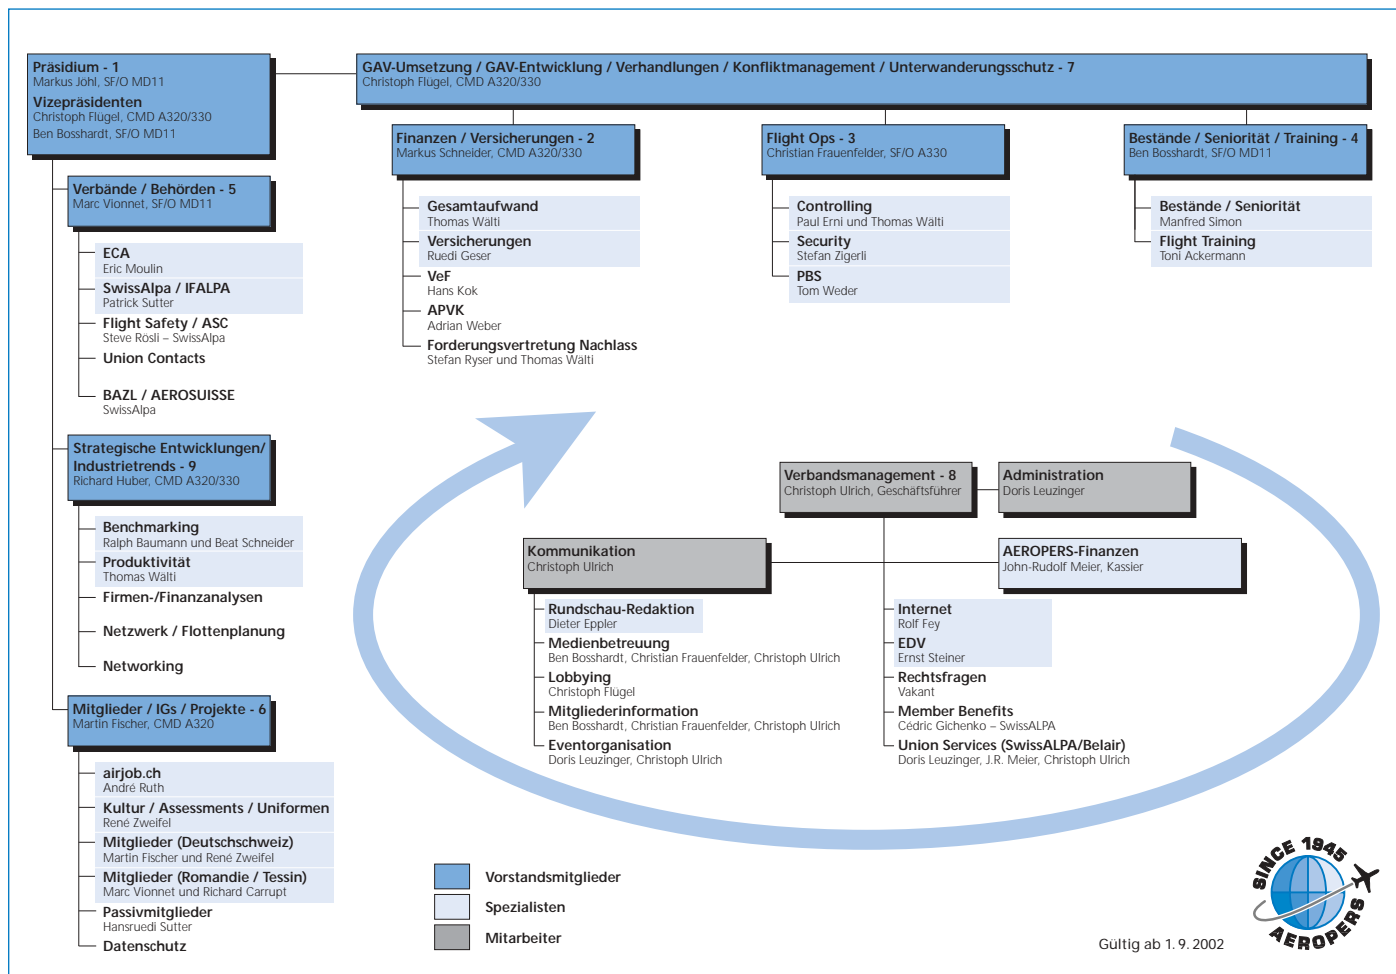 Präsidium - 1
Markus Jöhl, SF/O MD11
Vizepräsidenten
Christoph Flügel, CMD A320/330
Ben Bosshardt, SF/O MD11
GAV-Umsetzung / GAV-Entwicklung / Verhandlungen / Konfliktmanagement / Unterwanderungsschutz - 7
Christoph Flügel, CMD A320/330
Finanzen / Versicherungen - 2
Markus Schneider, CMD A320/330
Gesamtaufwand
Thomas Wälti
Versicherungen
Ruedi Geser
VeF
Hans Kok
APVK
Adrian Weber
Forderungsvertretung Nachlass
Stefan Ryser und Thomas Wälti
Flight Ops - 3
Christian Frauenfelder, SF/O A330
Controlling
Paul Erni und Thomas Wälti
Security
Stefan Zigerli
PBS
Tom Weder
Bestände / Seniorität / Training - 4
Ben Bosshardt, SF/O MD11
Bestände / Seniorität
Manfred Simon
Flight Training
Toni Ackermann
Verbände / Behörden - 5
Marc Vionnet, SF/O MD11
ECA
Eric Moulin
SwissAlpa / IFALPA
Patrick Sutter
Flight Safety / ASC
Steve Rösli – SwissAlpa
Union Contacts
BAZL / AEROSUISSE
SwissAlpa
Strategische Entwicklungen/
Industrietrends - 9
Richard Huber, CMD A320/330
Benchmarking
Ralph Baumann und Beat Schneider
Produktivität
Thomas Wälti
Firmen-/Finanzanalysen
Netzwerk / Flottenplanung
Networking
Mitglieder / IGs / Projekte - 6
Martin Fischer, CMD A320
airjob.ch
André Ruth
Kultur / Assessments / Uniformen
René Zweifel
Mitglieder (Deutschschweiz)
Martin Fischer und René Zweifel
Mitglieder (Romandie / Tessin)
Marc Vionnet und Richard Carrupt
Passivmitglieder
Hansruedi Sutter
Datenschutz
Verbandsmanagement - 8
Christoph Ulrich, Geschäftsführer
Administration
Doris Leuzinger
Kommunikation
Christoph Ulrich
AEROPERS-Finanzen
John-Rudolf Meier, Kassier
Rundschau-Redaktion
Dieter Eppler
Medienbetreuung
Ben Bosshardt, Christian Frauenfelder, Christoph Ulrich
Lobbying
Christoph Flügel
Mitgliederinformation
Ben Bosshardt, Christian Frauenfelder, Christoph Ulrich
Eventorganisation
Doris Leuzinger, Christoph Ulrich
Internet
Rolf Fey
EDV
Ernst Steiner
Rechtsfragen
Vakant
Member Benefits
Cédric Gichenko – SwissALPA
Union Services (SwissALPA/Belair)
Doris Leuzinger, J.R. Meier, Christoph Ulrich
Vorstandsmitglieder
Spezialisten
Mitarbeiter
Gültig ab 1. 9. 2002
SINCE 1945
AEROPERS